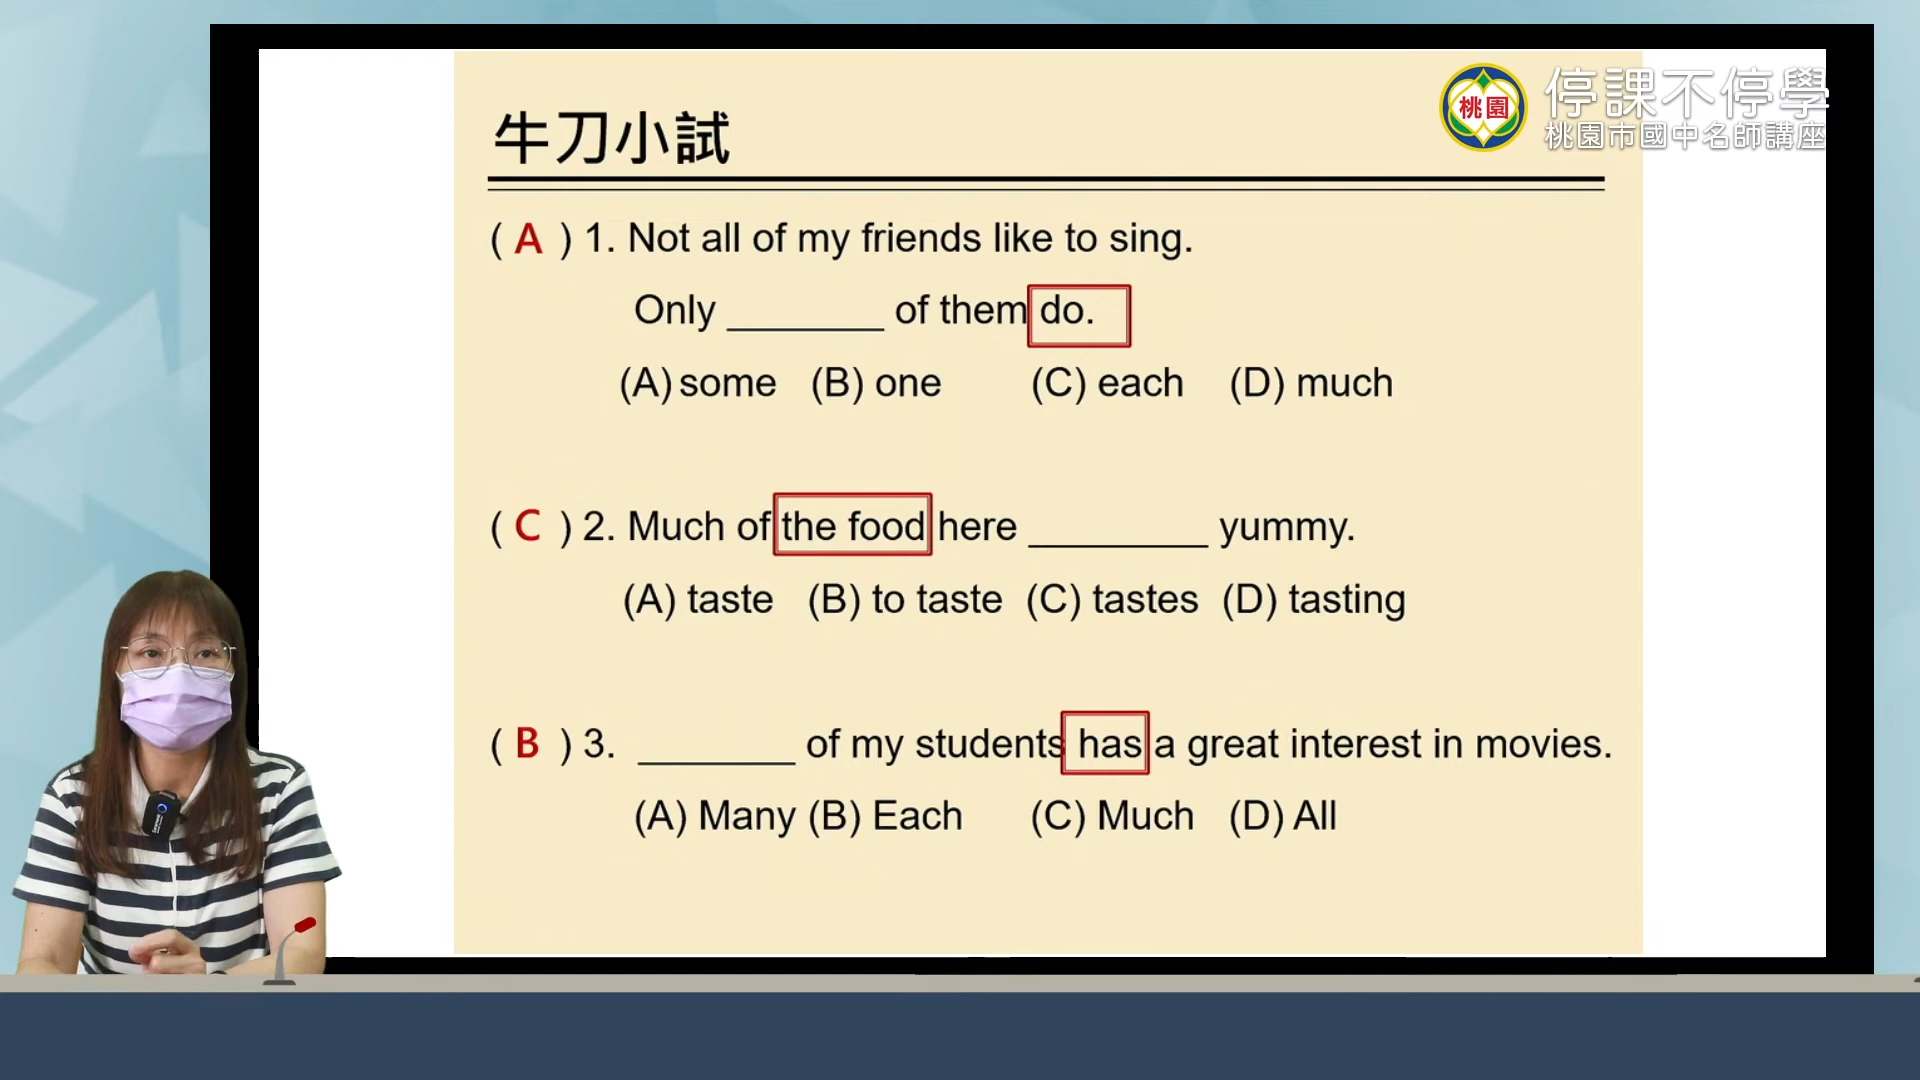 桃園
停課不停學
桃園市國中名師講座
牛刀小試
( A ) 1. Not all of my friends like to sing.
Only _______ of them do.
(A) some (B) one (C) each (D) much
( C ) 2. Much of the food here ________ yummy.
(A) taste (B) to taste (C) tastes (D) tasting
( B ) 3. _______ of my students has a great interest in movies.
(A) Many (B) Each (C) Much (D) All